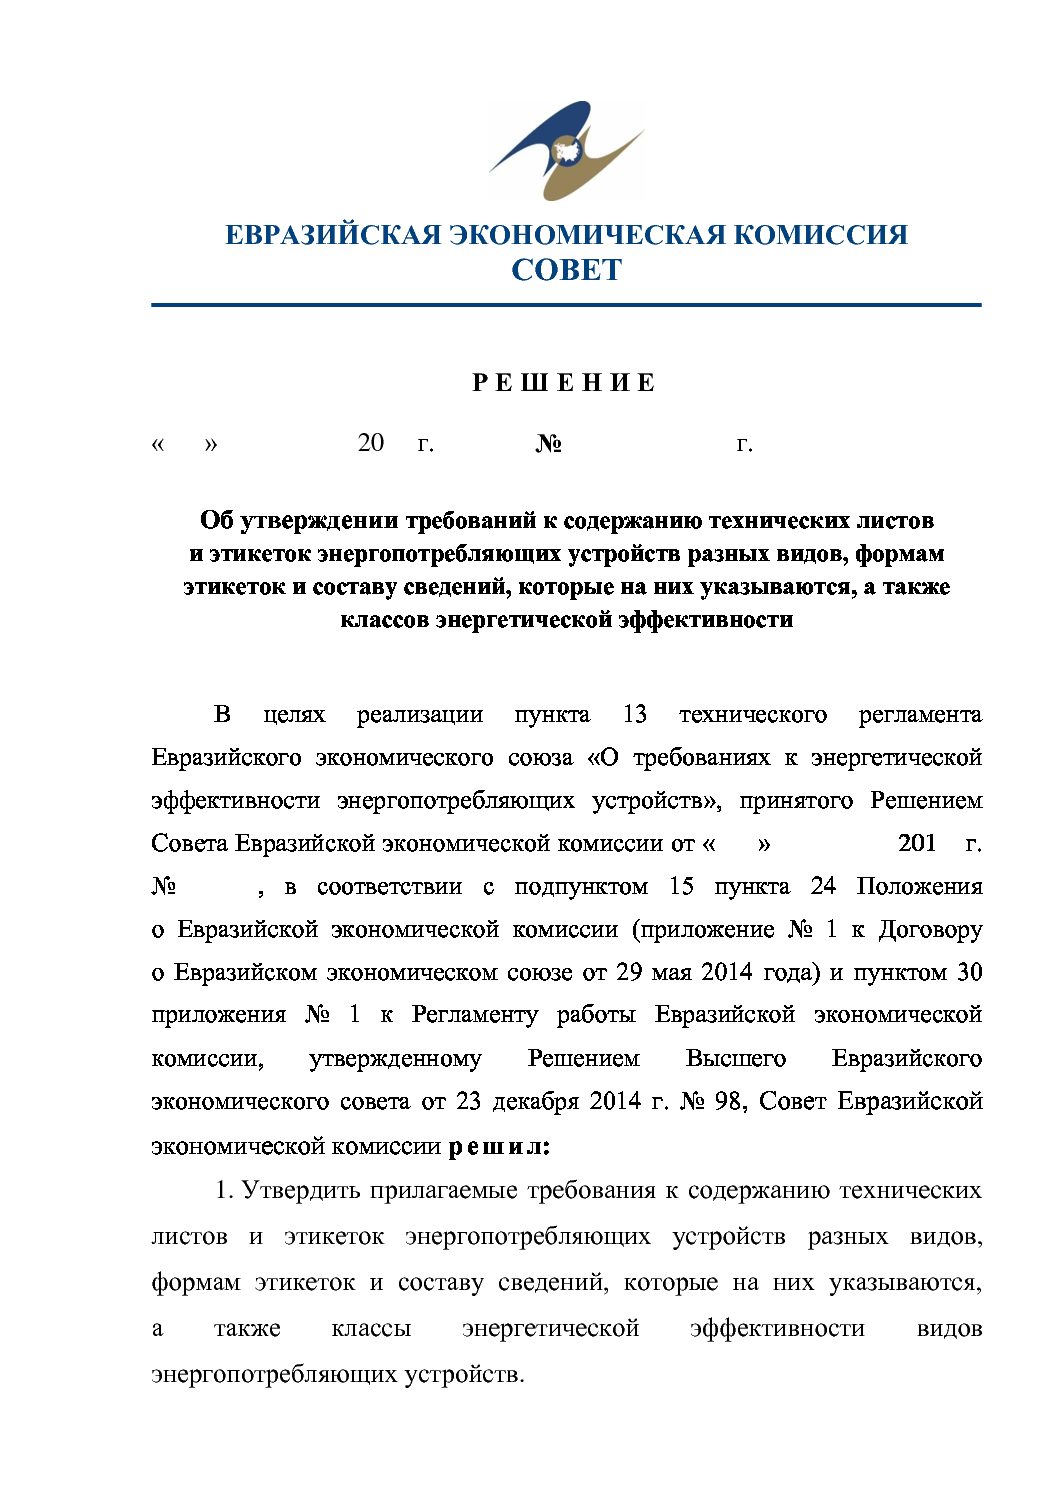 ЕВРАЗИЙСКАЯ ЭКОНОМИЧЕСКАЯ КОМИССИЯ
СОВЕТ
Р Е Ш Е Н И Е
« » 20 г. № г.
Об утверждении требований к содержанию технических листов
и этикеток энергопотребляющих устройств разных видов, формам
этикеток и составу сведений, которые на них указываются, а также
классов энергетической эффективности
В целях реализации пункта 13 технического регламента
Евразийского экономического союза «О требованиях к энергетической
эффективности энергопотребляющих устройств», принятого Решением
Совета Евразийской экономической комиссии от « » 201 г.
№ , в соответствии с подпунктом 15 пункта 24 Положения
о Евразийской экономической комиссии (приложение № 1 к Договору
о Евразийском экономическом союзе от 29 мая 2014 года) и пунктом 30
приложения № 1 к Регламенту работы Евразийской экономической
комиссии, утвержденному Решением Высшего Евразийского
экономического совета от 23 декабря 2014 г. № 98, Совет Евразийской
экономической комиссии р е ш и л:
1. Утвердить прилагаемые требования к содержанию технических
листов и этикеток энергопотребляющих устройств разных видов,
формам этикеток и составу сведений, которые на них указываются,
а также классы энергетической эффективности видов
энергопотребляющих устройств.